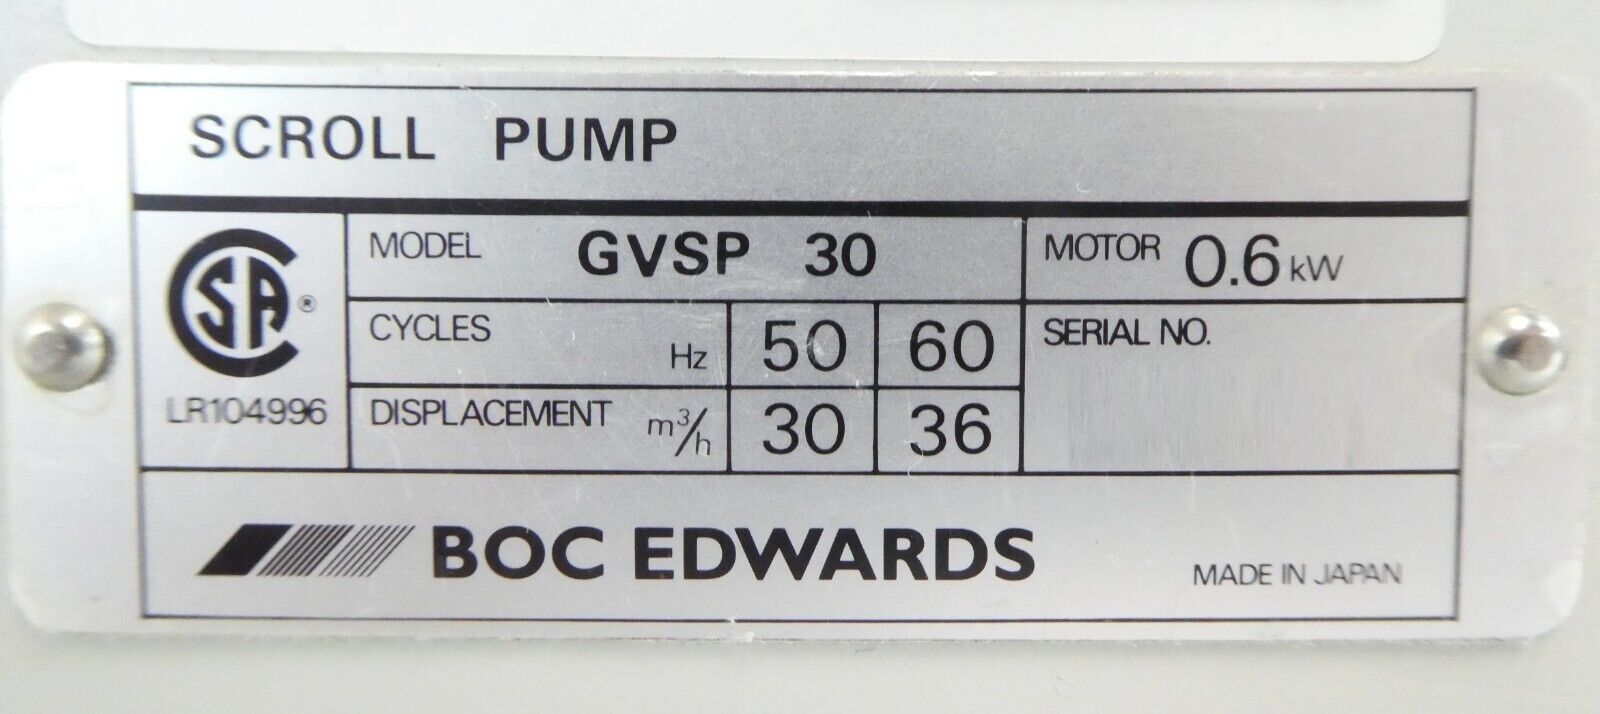 SCROLL PUMP
CSA ®
LR104996
MODEL GVSP 30
MOTOR 0.6 kW
CYCLES Hz 50 60
DISPLACEMENT m³/h 30 36
SERIAL NO.
BOC EDWARDS
MADE IN JAPAN